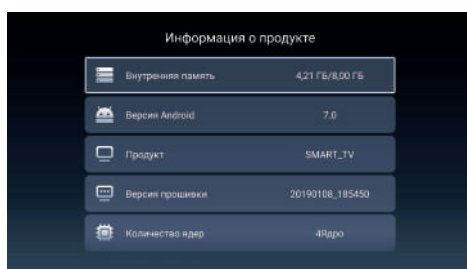 Информация о продукте
Внутренняя память 4,21 ГБ/8,00 ГБ
Версия Android 7.0
Продукт SMART_TV
Версия прошивки 20190108_185450
Количество ядер 4Ядро